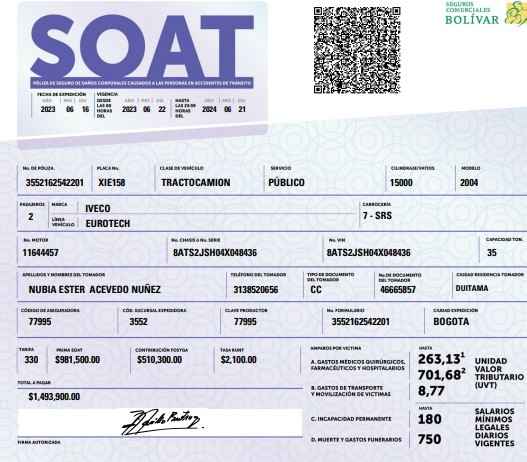 SEGUROS
COMERCIALES
BOLÍVAR
SOAT
PÓLIZA DE SEGURO DE DAÑOS CORPORALES CAUSADOS A LAS PERSONAS EN ACCIDENTES DE TRÁNSITO
FECHA DE EXPEDICIÓN VIGENCIA
AÑO MES DÍA DESDE LAS 00 HORAS DEL AÑO MES DÍA HASTA LAS 23:59 HORAS DEL AÑO MES DÍA
2023 06 16 2023 06 22 2024 06 21
No. DE PÓLIZA. PLACA No. CLASE DE VEHÍCULO SERVICIO CILINDRAJE/VATIOS MODELO
3552162542201 XIE158 TRACTOCAMION PÚBLICO 15000 2004
PASAJEROS MARCA IVECO CARROCERÍA
2 LÍNEA VEHÍCULO EUROTECH 7 - SRS
No. MOTOR No. CHASIS ó No. SERIE No. VIN CAPACIDAD TON.
11644457 8ATS2JSH04X048436 8ATS2JSH04X048436 35
APELLIDOS Y NOMBRES DEL TOMADOR TELÉFONO DEL TOMADOR TIPO DE DOCUMENTO DEL TOMADOR No. DE DOCUMENTO DEL TOMADOR CIUDAD RESIDENCIA TOMADOR
NUBIA ESTER ACEVEDO NUÑEZ 3138520656 CC 46665857 DUITAMA
CÓDIGO DE ASEGURADORA CÓD. SUCURSAL EXPEDIDORA CLAVE PRODUCTOR No. FORMULARIO CIUDAD EXPEDICIÓN
77995 3552 77995 3552162542201 BOGOTA
TARIFA PRIMA SOAT CONTRIBUCIÓN FOSYGA TASA RUNT
330 $981,500.00 $510,300.00 $2,100.00
TOTAL A PAGAR
$1,493,900.00
FIRMA AUTORIZADA
AMPAROS POR VICTIMA HASTA
A. GASTOS MÉDICOS QUIRÚRGICOS, FARMACÉUTICOS Y HOSPITALARIOS
263,13¹
701,68²
B. GASTOS DE TRANSPORTE Y MOVILIZACIÓN DE VICTIMAS
8,77
UNIDAD
VALOR
TRIBUTARIO
(UVT)
HASTA
C. INCAPACIDAD PERMANENTE 180
D. MUERTE Y GASTOS FUNERARIOS 750
SALARIOS
MÍNIMOS
LEGALES
DIARIOS
VIGENTES